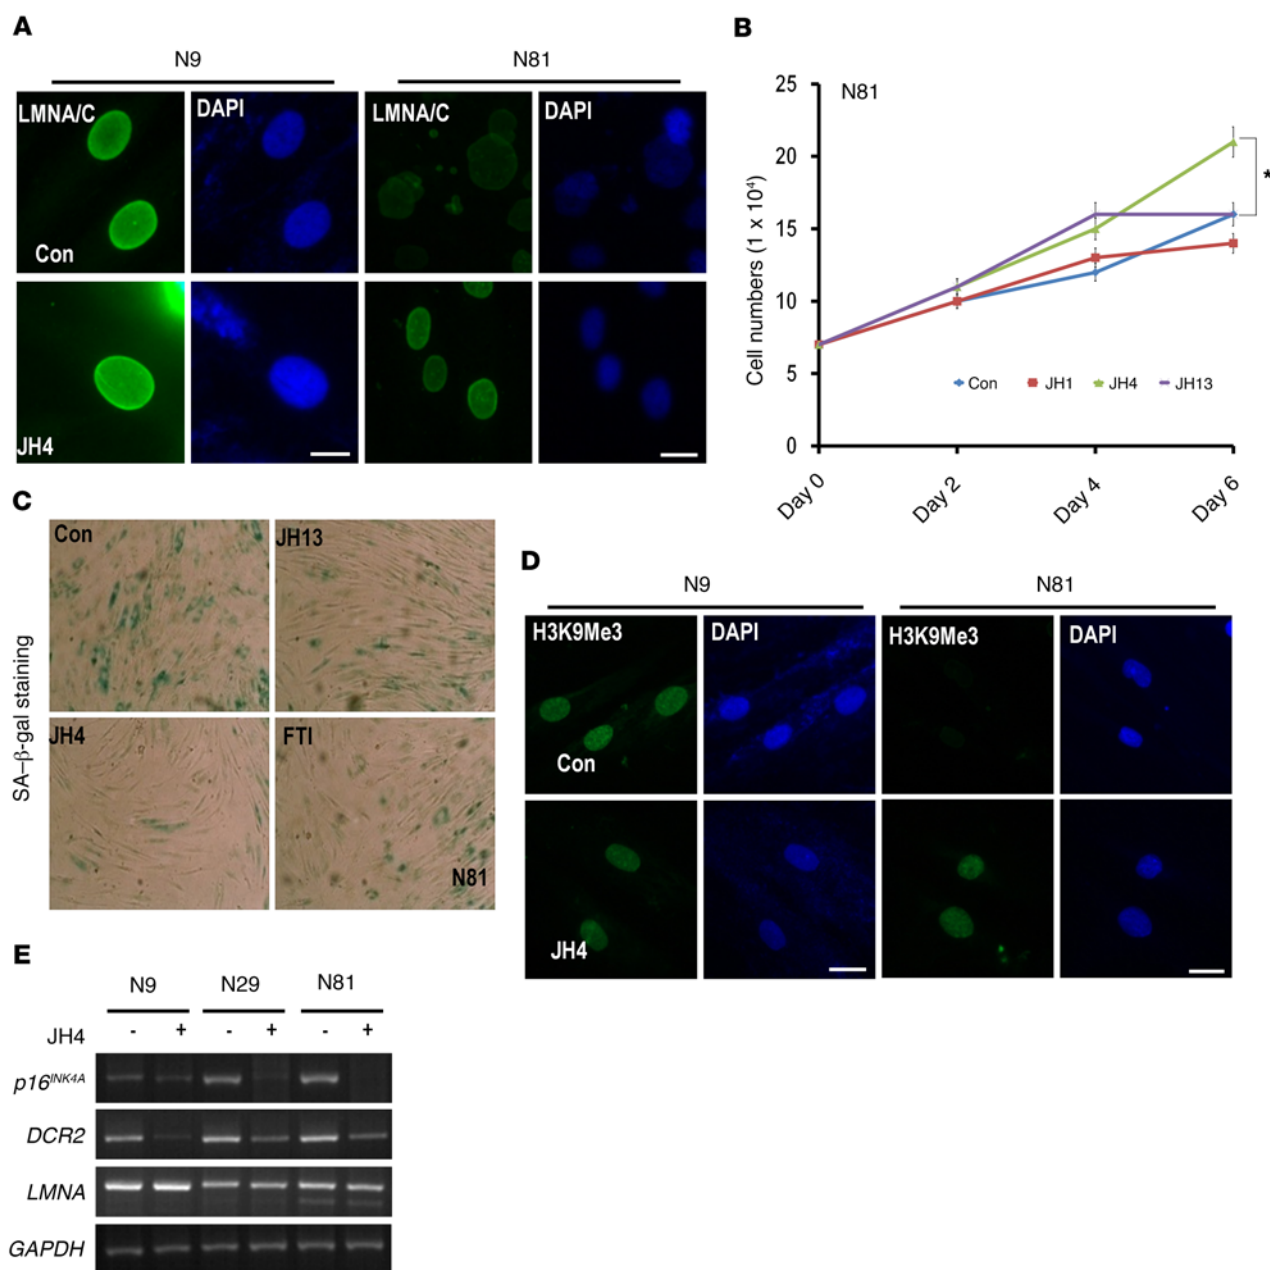 A
N9 N81
LMNA/C DAPI LMNA/C DAPI
Con
JH4
B
25
20
15
10
5
0
N81
*
Cell numbers (1 x 10⁴)
Con JH1 JH4 JH13
Day 0 Day 2 Day 4 Day 6
C
Con JH13
JH4 FTI
N81
SA–β-gal staining
D
N9 N81
H3K9Me3 DAPI H3K9Me3 DAPI
Con
JH4
E
N9 N29 N81
JH4 - + - + - +
p16ᴵᴺᴷ⁴ᴬ
DCR2
LMNA
GAPDH